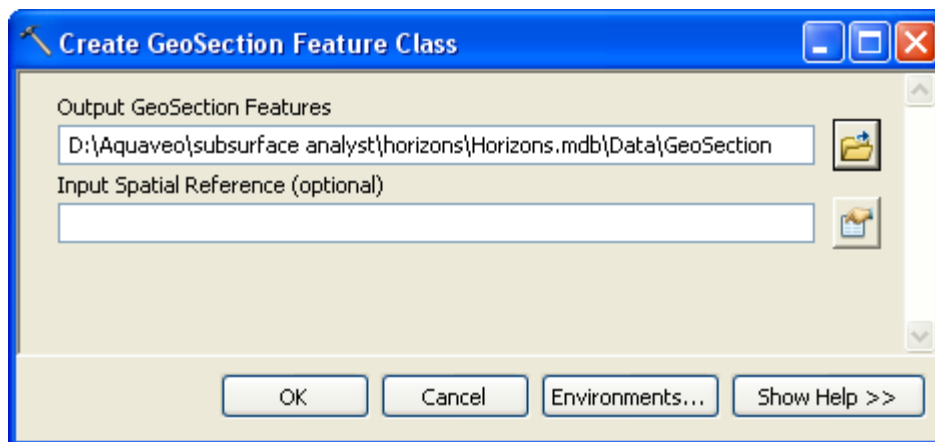 Create GeoSection Feature Class
Output GeoSection Features
D:\Aquaveo\subsurface analyst\horizons\Horizons.mdb\Data\GeoSection
Input Spatial Reference (optional)
OK Cancel Environments... Show Help >>